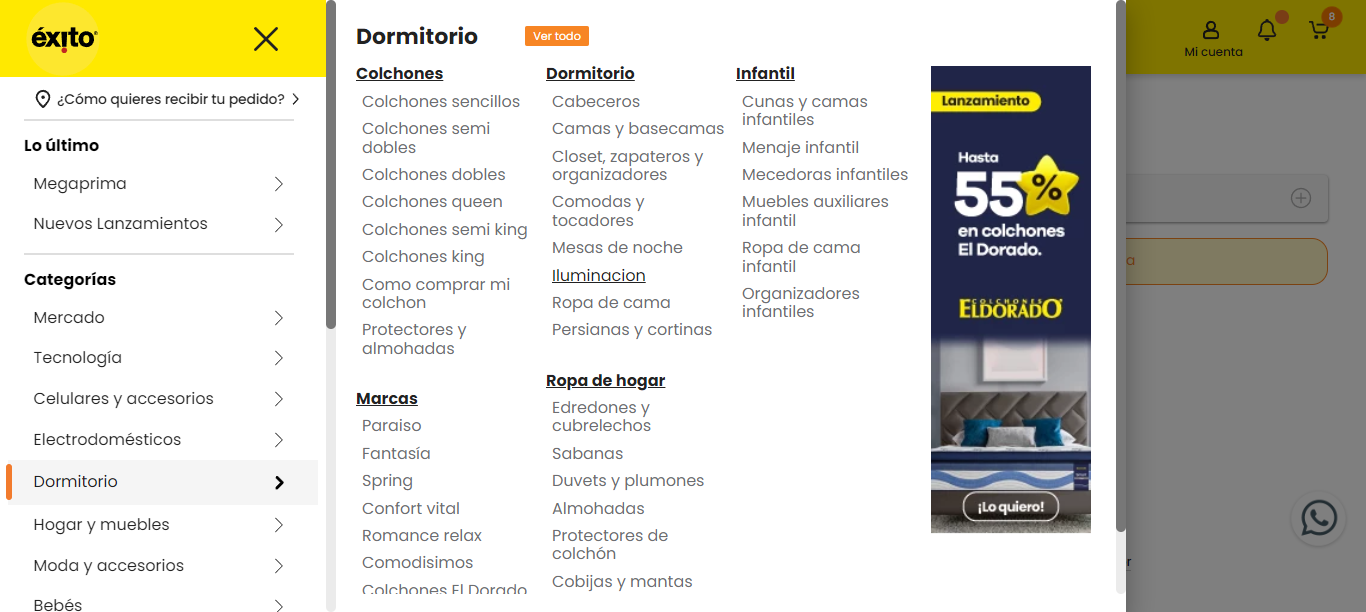 éxito
¿Cómo quieres recibir tu pedido?
Lo último
Megaprima
Nuevos Lanzamientos
Categorías
Mercado
Tecnología
Celulares y accesorios
Electrodomésticos
Dormitorio
Hogar y muebles
Moda y accesorios
Bebés
Dormitorio
Ver todo
Colchones
Colchones sencillos
Colchones semi
dobles
Colchones dobles
Colchones queen
Colchones semi king
Colchones king
Como comprar mi
colchon
Protectores y
almohadas
Marcas
Paraiso
Fantasía
Spring
Confort vital
Romance relax
Comodisimos
Colchones El Dorado
Dormitorio
Cabeceros
Camas y basecamas
Closet, zapateros y
organizadores
Comodas y
tocadores
Mesas de noche
Iluminacion
Ropa de cama
Persianas y cortinas
Ropa de hogar
Edredones y
cubrelechos
Sabanas
Duvets y plumones
Almohadas
Protectores de
colchón
Cobijas y mantas
Infantil
Cunas y camas
infantiles
Menaje infantil
Mecedoras infantiles
Muebles auxiliares
infantil
Ropa de cama
infantil
Organizadores
infantiles
Lanzamiento
Hasta
55%
en colchones
El Dorado.
COLCHONES
ELDORADO
¡Lo quiero!
Mi cuenta
8
a
r